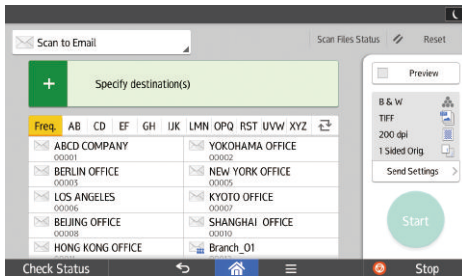 Scan to Email
Scan Files Status
Reset
Specify destination(s)
Preview
Freq. AB CD EF GH IJK LMN OPQ RST UVW XYZ
B & W
TIFF
200 dpi
1 Sided Orig.
Send Settings
Start
ABCD COMPANY
00001
YOKOHAMA OFFICE
00002
BERLIN OFFICE
00003
NEW YORK OFFICE
00005
LOS ANGELES
00006
KYOTO OFFICE
00007
BEIJING OFFICE
00008
SHANGHAI OFFICE
00010
HONG KONG OFFICE
Branch_01
Check Status
Stop